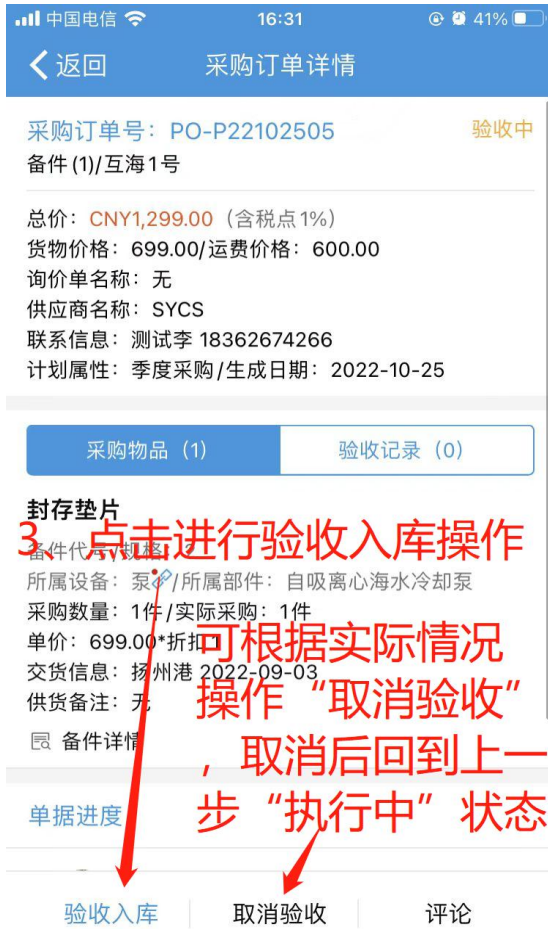 中国电信 16:31 41%
返回 采购订单详情
采购订单号：PO-P22102505 验收中
备件(1)/互海1号
总价：CNY1,299.00（含税点1%）
货物价格：699.00/运费价格：600.00
询价单名称：无
供应商名称：SYCS
联系信息：测试李 18362674266
计划属性：季度采购/生成日期：2022-10-25
采购物品（1） 验收记录（0）
封存垫片
3、点击进行验收入库操作
备件代号/规格：
所属设备：泵/所属部件：自吸离心海水冷却泵
采购数量：1件/实际采购：1件
单价：699.00*折扣1
可根据实际情况
交货信息：扬州港 2022-09-03
操作“取消验收”
供货备注：无
备件详情
，取消后回到上一
步“执行中”状态
单据进度
验收入库 取消验收 评论